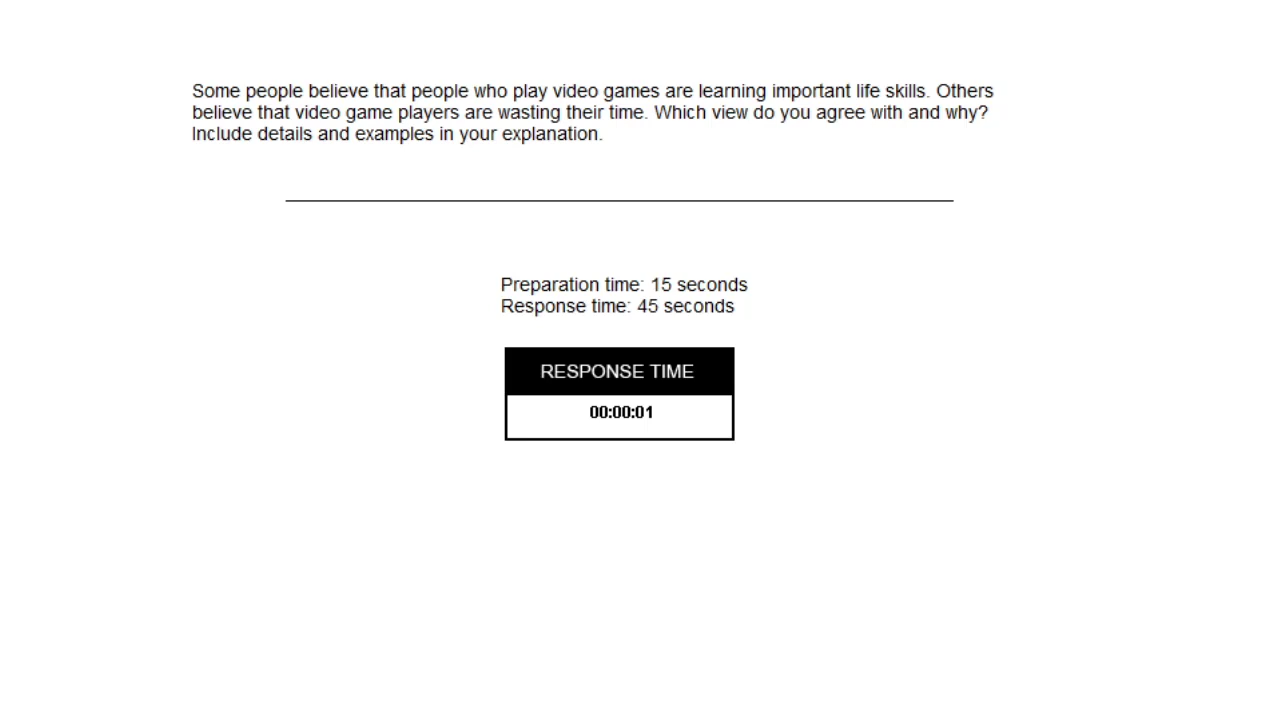 Some people believe that people who play video games are learning important life skills. Others
believe that video game players are wasting their time. Which view do you agree with and why?
Include details and examples in your explanation.
Preparation time: 15 seconds
Response time: 45 seconds
RESPONSE TIME
00:00:01